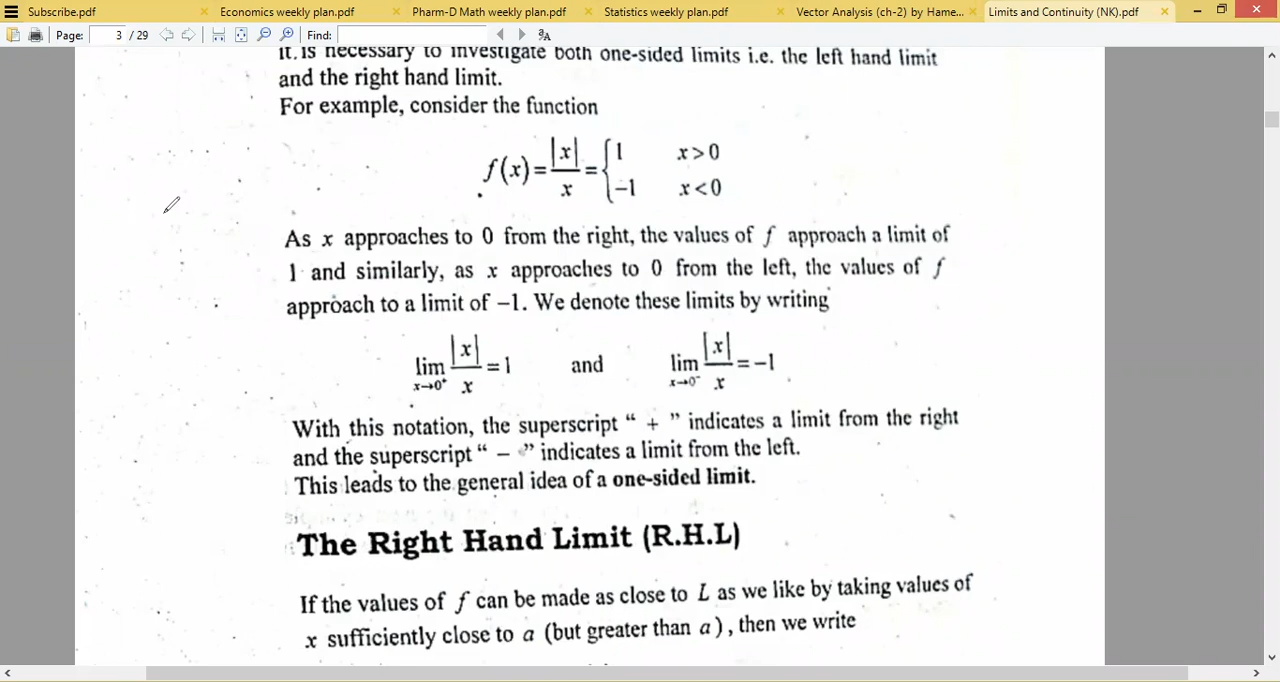 Subscribe.pdf × Economics weekly plan.pdf × Pharm-D Math weekly plan.pdf × Statistics weekly plan.pdf × Vector Analysis (ch-2) by Hame... × Limits and Continuity (NK).pdf ×
Page: 3 / 29 Find:
It is necessary to investigate both one-sided limits i.e. the left hand limit
and the right hand limit.
For example, consider the function
f(x) = |x|/x = { 1 x > 0
−1 x < 0
As x approaches to 0 from the right, the values of f approach a limit of
1 and similarly, as x approaches to 0 from the left, the values of f
approach to a limit of −1. We denote these limits by writing
lim x→0⁺ |x|/x = 1 and lim x→0⁻ |x|/x = −1
With this notation, the superscript “ + ” indicates a limit from the right
and the superscript “ − ” indicates a limit from the left.
This leads to the general idea of a one-sided limit.
The Right Hand Limit (R.H.L)
If the values of f can be made as close to L as we like by taking values of
x sufficiently close to a (but greater than a), then we write